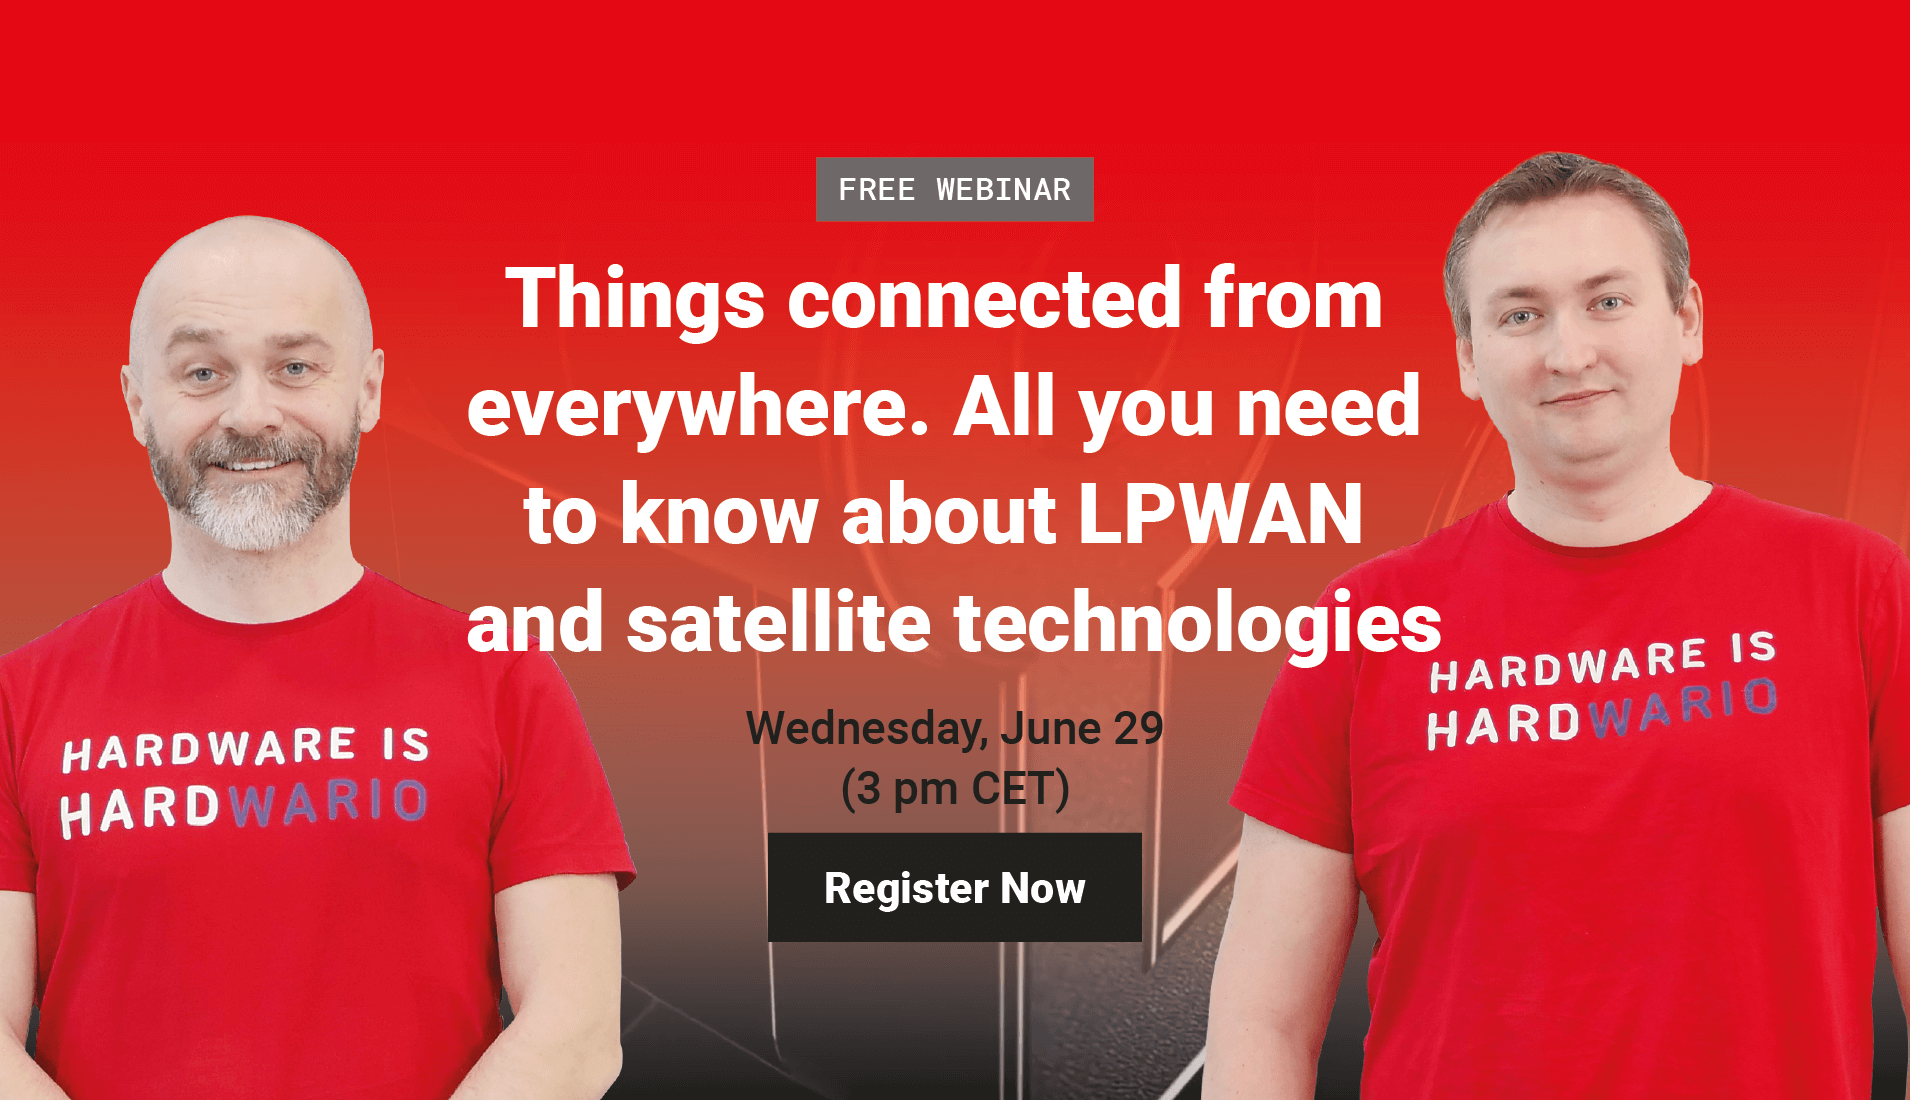 FREE WEBINAR
Things connected from
everywhere. All you need
to know about LPWAN
and satellite technologies
Wednesday, June 29
(3 pm CET)
Register Now
HARDWARE IS
HARDWARIO
HARDWARE IS
HARDWARIO